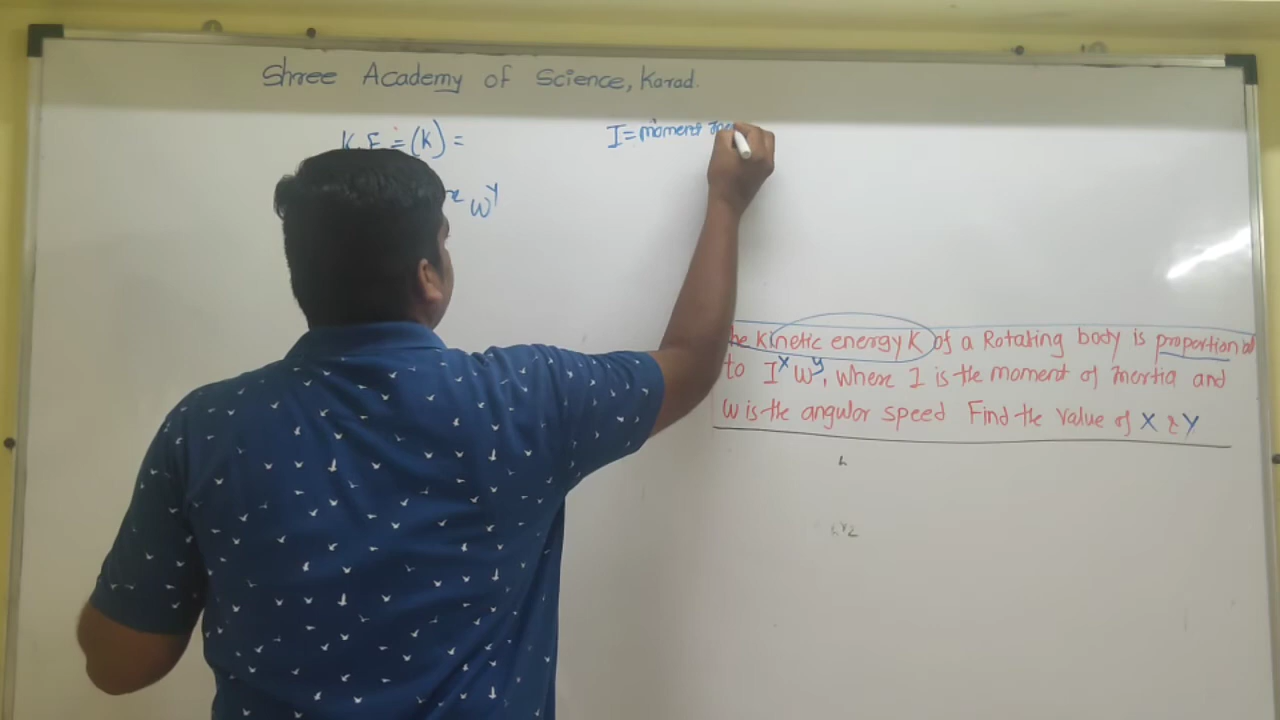 Shree Academy of Science, Karad.
K.E = (K) =
I = moment
ω^y
The Kinetic energy K of a Rotating body is proportional
to I^x ω^y, where I is the moment of Inertia and
ω is the angular speed Find the value of X & Y